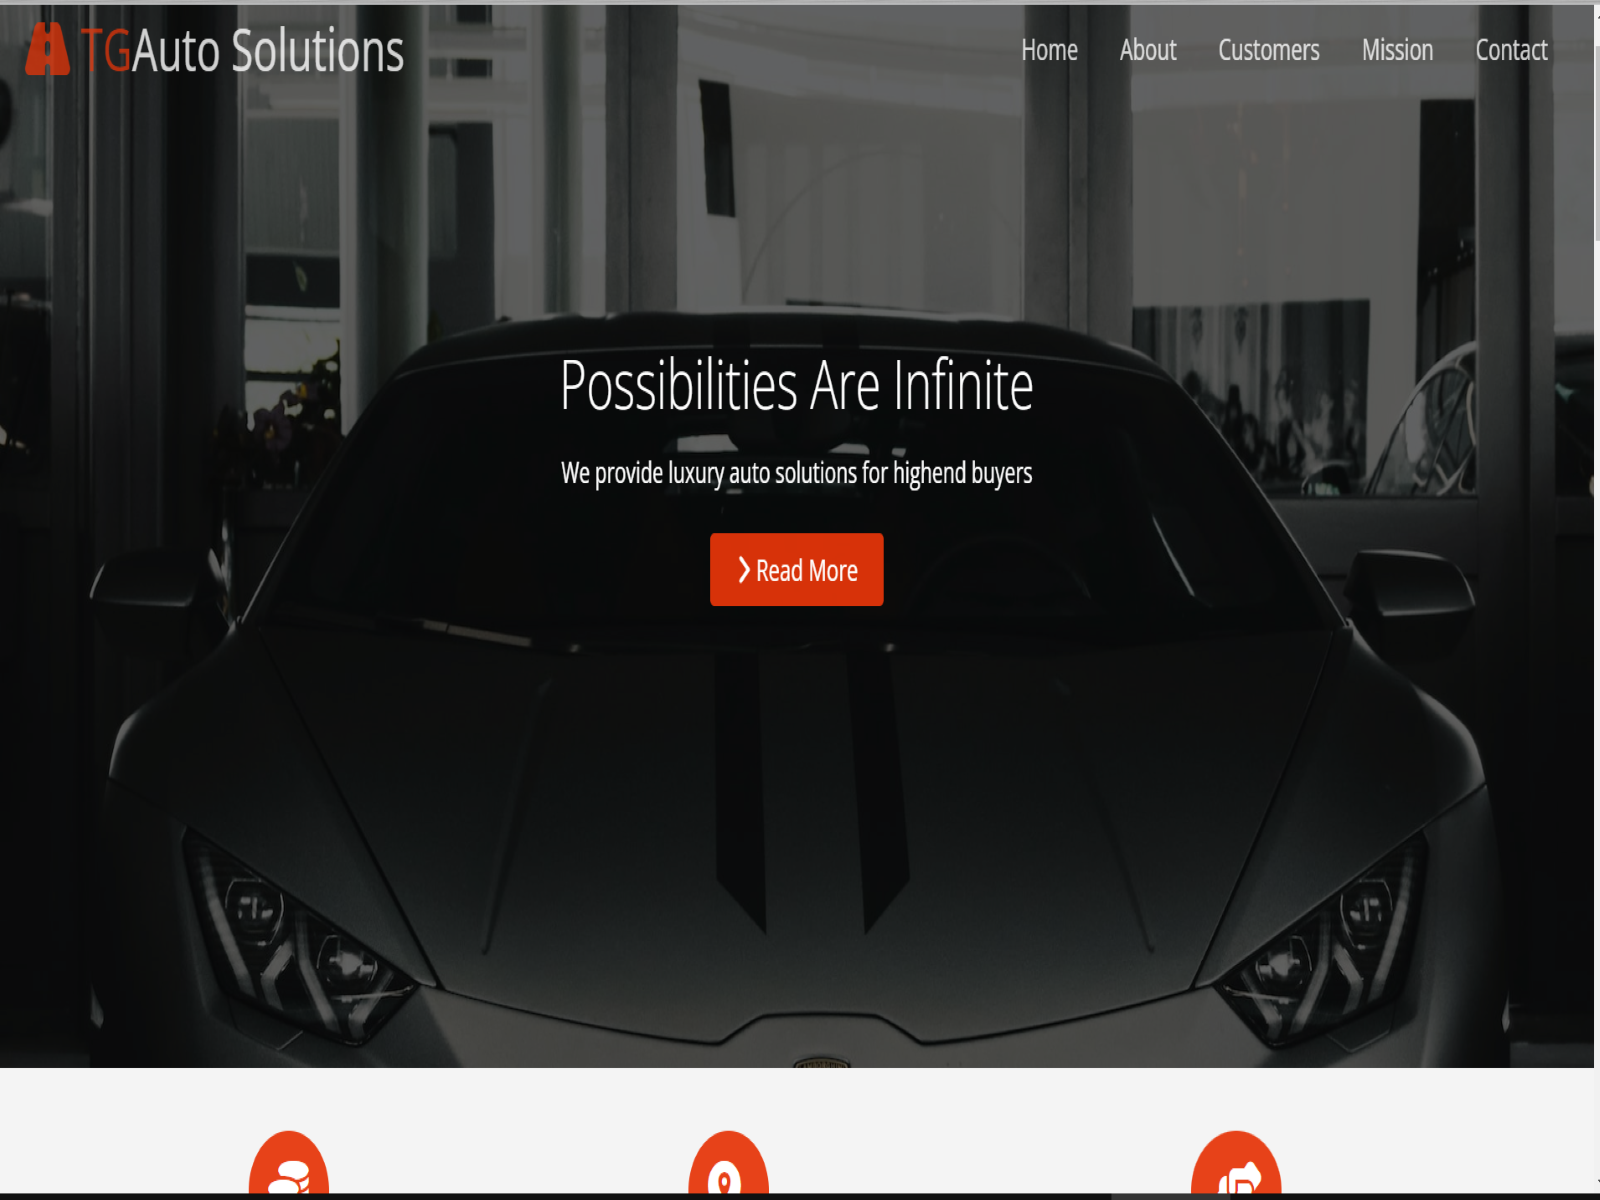 TGAuto Solutions
Home About Customers Mission Contact
Possibilities Are Infinite
We provide luxury auto solutions for highend buyers
Read More